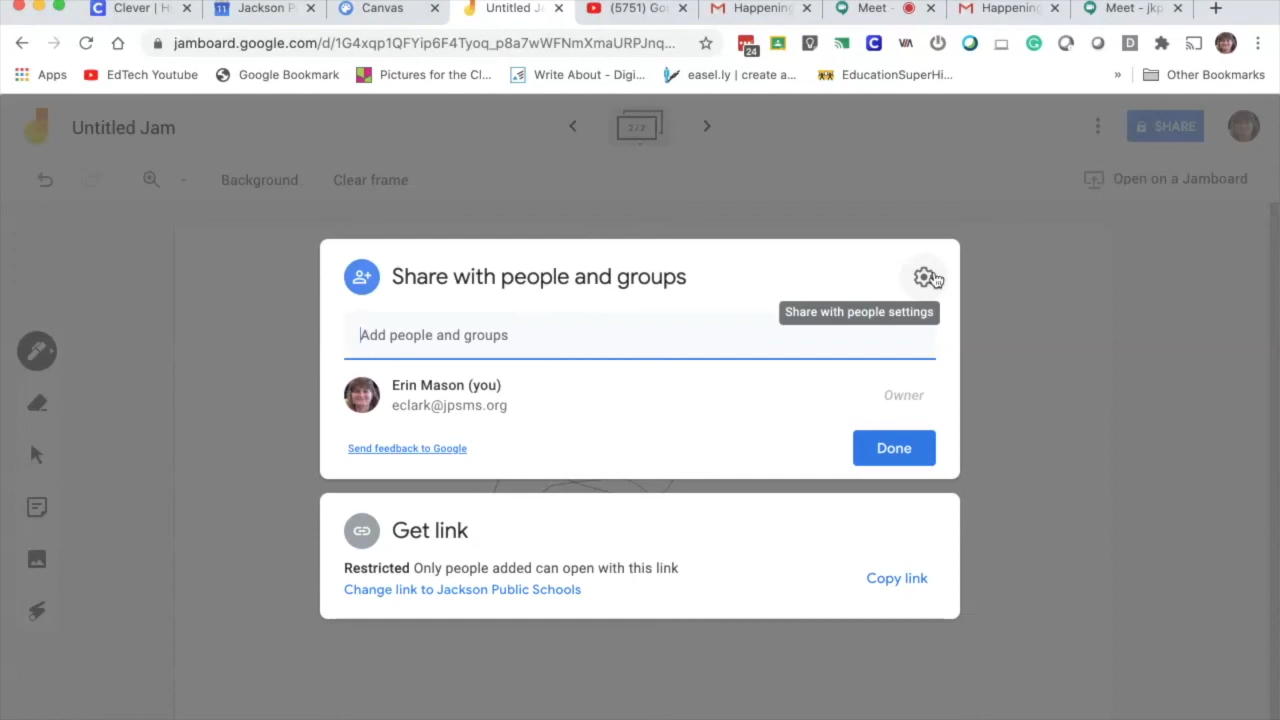 Clever | H
Jackson P
Canvas
Untitled J
(5751) Go
Happening
Meet -
Happening
Meet - jkp
jamboard.google.com/d/1G4xqp1QFYip6F4Tyoq_p8a7wWFNmXmaURPJnq...
24
Apps
EdTech Youtube
Google Bookmark
Pictures for the Cl...
Write About - Digi...
easel.ly | create a...
EducationSuperHi...
»
Other Bookmarks
Untitled Jam
2 / 2
SHARE
Background
Clear frame
Open on a Jamboard
Share with people and groups
Share with people settings
Add people and groups
Erin Mason (you)
eclark@jpsms.org
Owner
Send feedback to Google
Done
Get link
Restricted Only people added can open with this link
Change link to Jackson Public Schools
Copy link